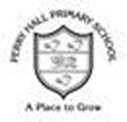 PERRY HALL PRIMARY SCHOOL
A Place to Grow